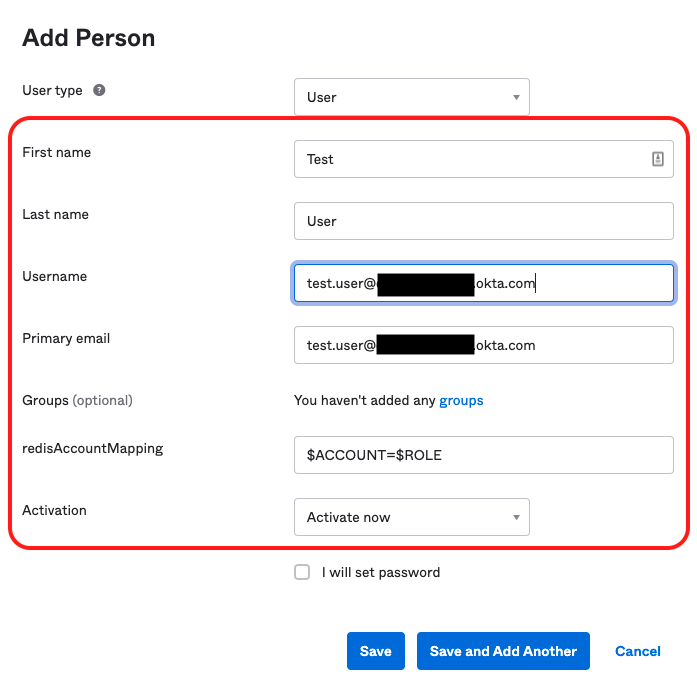 Add Person
User type ?
User
First name
Test
Last name
User
Username
test.user@ .okta.com
Primary email
test.user@ okta.com
Groups (optional)
You haven't added any groups
redisAccountMapping
$ACCOUNT=$ROLE
Activation
Activate now
I will set password
Save
Save and Add Another
Cancel